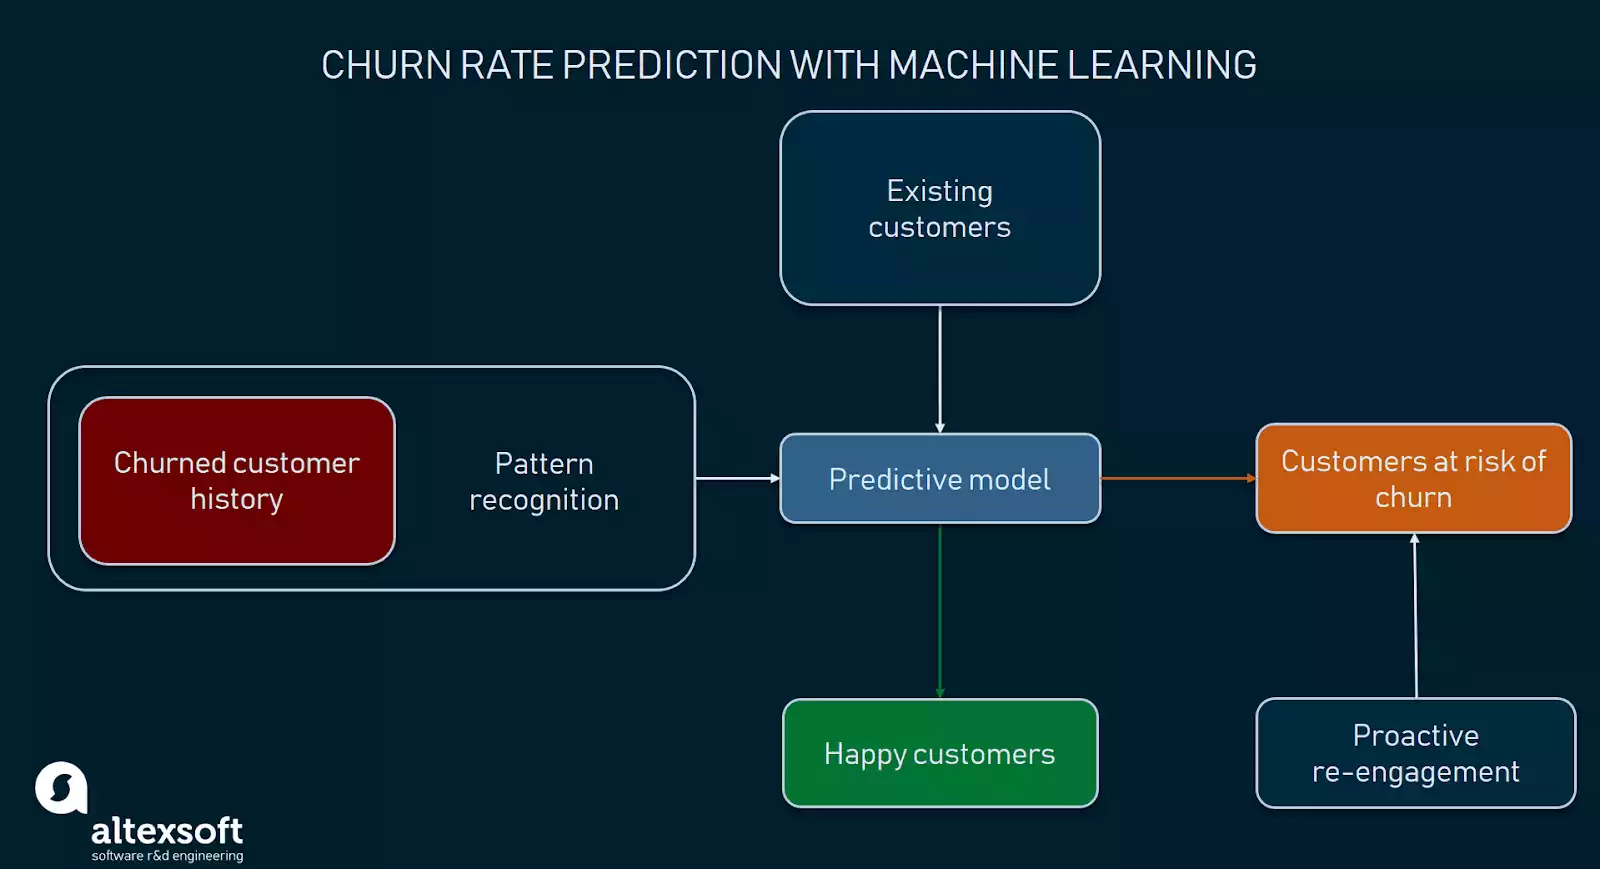 CHURN RATE PREDICTION WITH MACHINE LEARNING
Existing
customers
Churned customer
history
Pattern
recognition
Predictive model
Customers at risk of
churn
Happy customers
Proactive
re-engagement
altexsoft
software r&d engineering